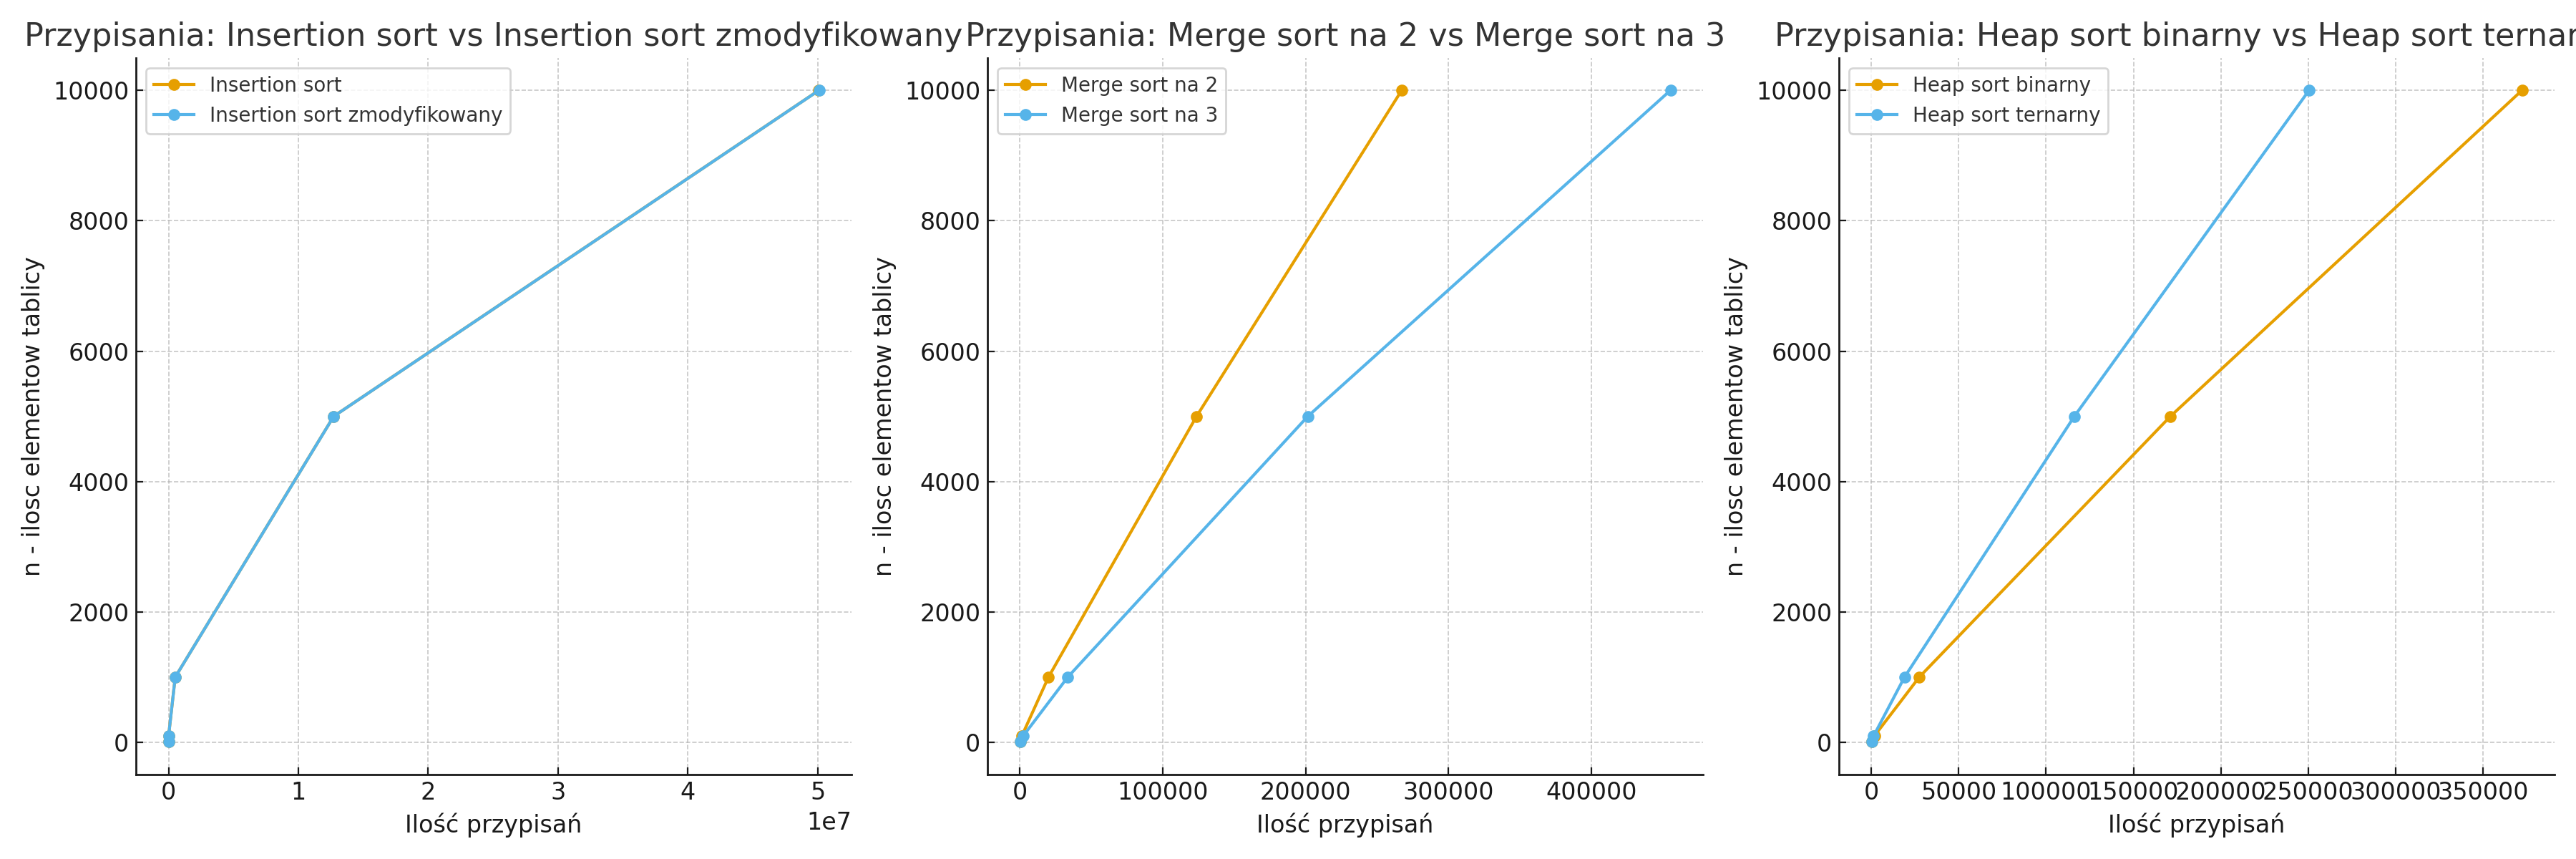 Przypisania: Insertion sort vs Insertion sort zmodyfikowany
Insertion sort
Insertion sort zmodyfikowany
10000
8000
6000
4000
2000
0
n - ilosc elementow tablicy
0 1 2 3 4 5
1e7
Ilość przypisań
Przypisania: Merge sort na 2 vs Merge sort na 3
Merge sort na 2
Merge sort na 3
10000
8000
6000
4000
2000
0
n - ilosc elementow tablicy
0 100000 200000 300000 400000
Ilość przypisań
Przypisania: Heap sort binarny vs Heap sort ternar
Heap sort binarny
Heap sort ternarny
10000
8000
6000
4000
2000
0
n - ilosc elementow tablicy
0 50000 100000 150000 200000 250000 300000 350000
Ilość przypisań